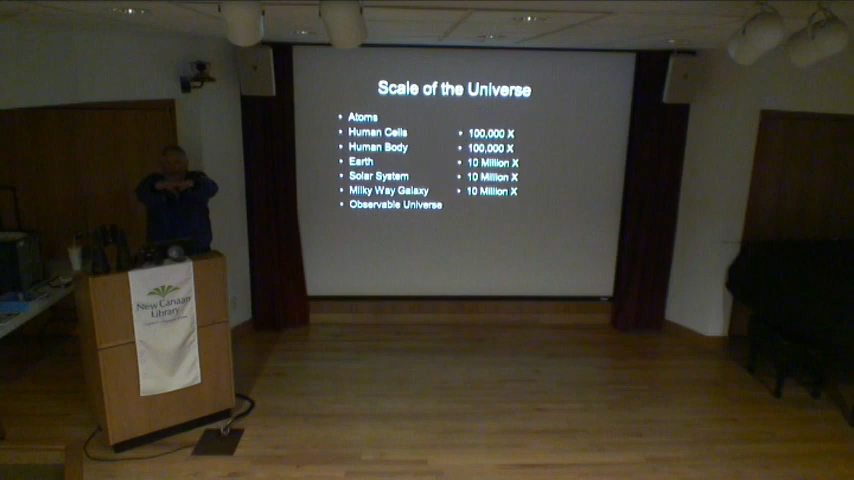 Scale of the Universe
• Atoms
• Human Cells • 100,000 X
• Human Body • 100,000 X
• Earth • 10 Million X
• Solar System • 10 Million X
• Milky Way Galaxy • 10 Million X
• Observable Universe
New Canaan
Library